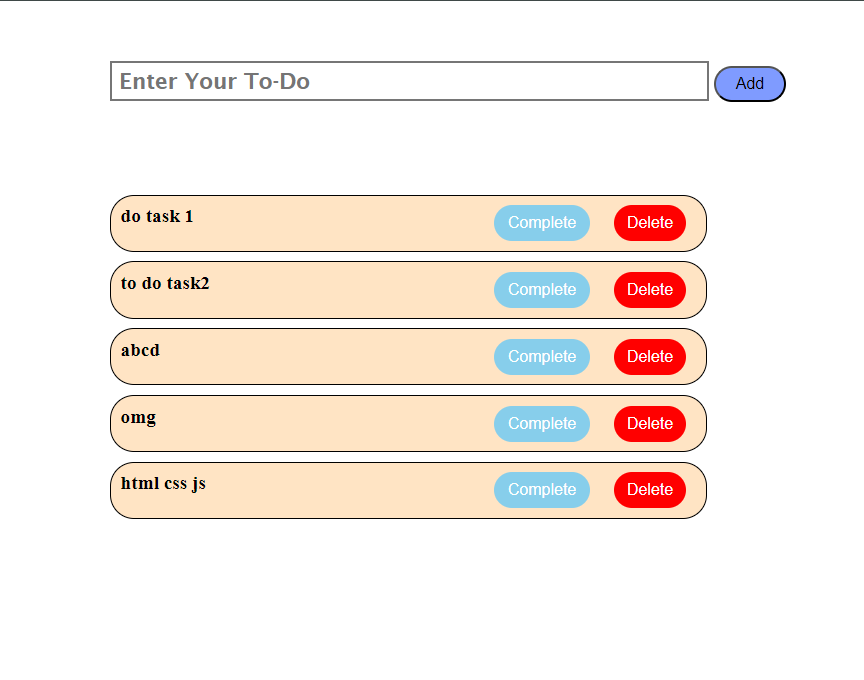 Enter Your To-Do
Add
do task 1 Complete Delete
to do task2 Complete Delete
abcd Complete Delete
omg Complete Delete
html css js Complete Delete